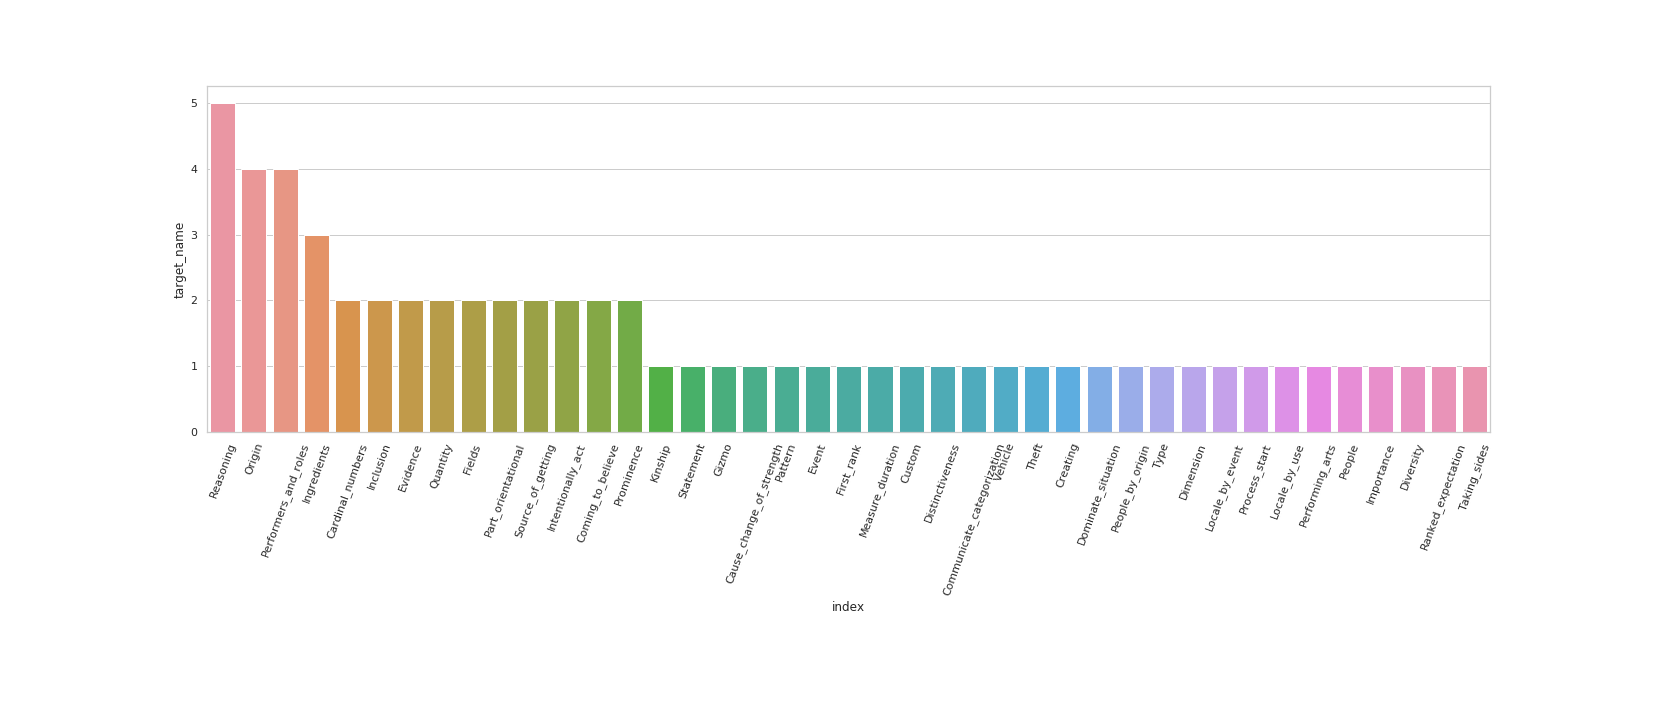 5
4
3
2
1
0
target_name
Reasoning
Origin
Performers_and_roles
Ingredients
Cardinal_numbers
Inclusion
Evidence
Quantity
Fields
Part_orientational
Source_of_getting
Intentionally_act
Coming_to_believe
Prominence
Kinship
Statement
Gizmo
Cause_change_of_strength
Pattern
Event
First_rank
Measure_duration
Custom
Distinctiveness
Communicate_categorization
Vehicle
Theft
Creating
Dominate_situation
People_by_origin
Type
Dimension
Locale_by_event
Process_start
Locale_by_use
Performing_arts
People
Importance
Diversity
Ranked_expectation
Taking_sides
index